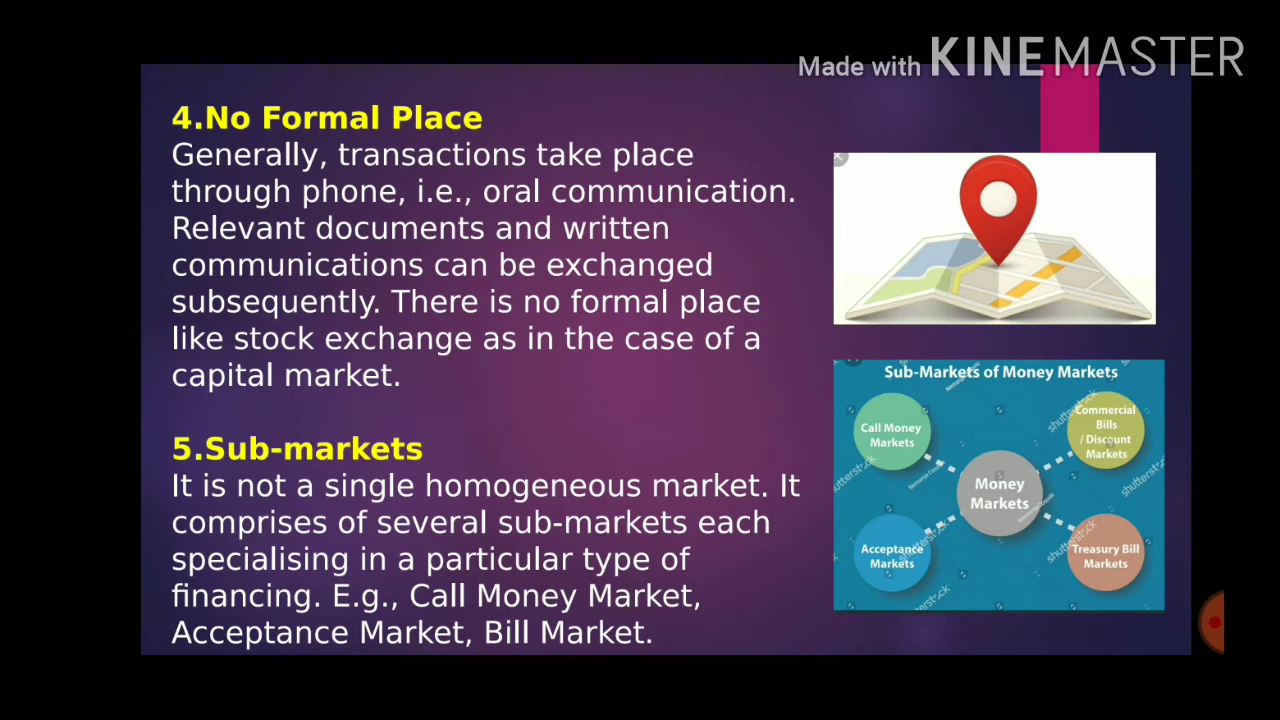 Made with KINEMASTER
4.No Formal Place
Generally, transactions take place
through phone, i.e., oral communication.
Relevant documents and written
communications can be exchanged
subsequently. There is no formal place
like stock exchange as in the case of a
capital market.
5.Sub-markets
It is not a single homogeneous market. It
comprises of several sub-markets each
specialising in a particular type of
financing. E.g., Call Money Market,
Acceptance Market, Bill Market.
Sub-Markets of Money Markets
Call Money
Markets
Commercial
Bills
/ Discount
Markets
Money
Markets
Acceptance
Markets
Treasury Bill
Markets
shutterstock
shutterstock
shutterstock
shutterstock